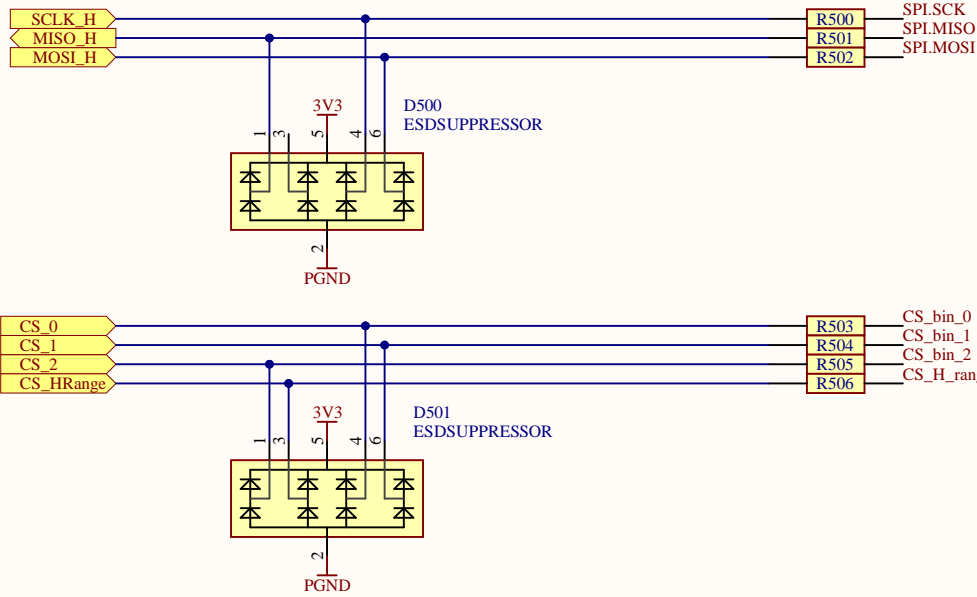 SCLK_H
MISO_H
MOSI_H
R500
R501
R502
SPI.SCK
SPI.MISO
SPI.MOSI
3V3
D500
ESDSUPPRESSOR
1
3
5
4
6
2
PGND
CS_0
CS_1
CS_2
CS_HRange
R503
R504
R505
R506
CS_bin_0
CS_bin_1
CS_bin_2
CS_H_ran
3V3
D501
ESDSUPPRESSOR
1
3
5
4
6
2
PGND